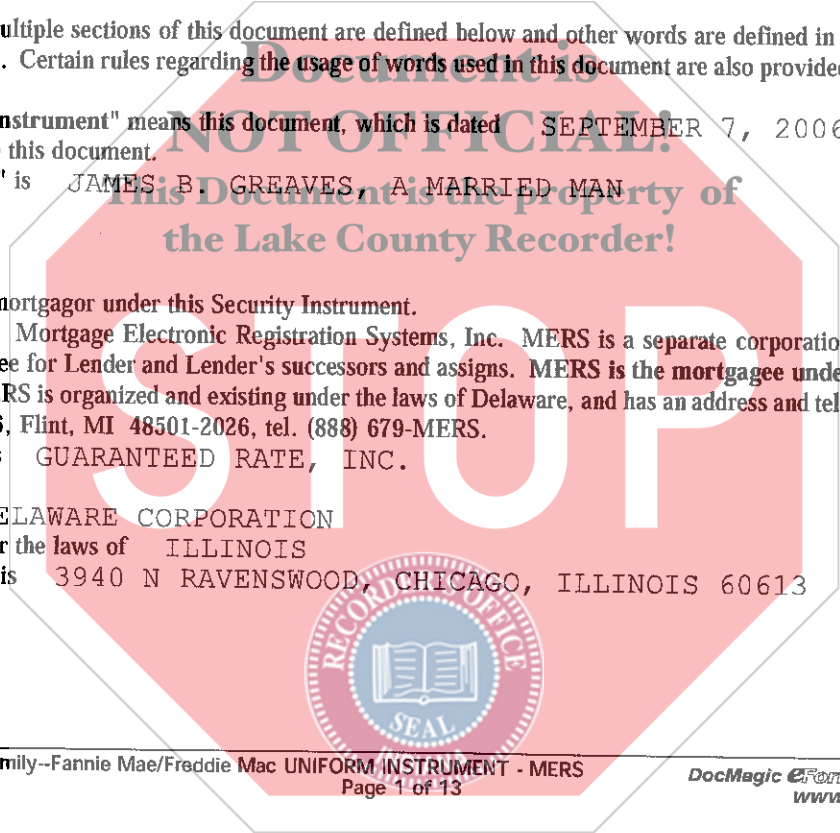 ultiple sections of this document are defined below and other words are defined in
. Certain rules regarding the usage of words used in this document are also provide
Document is
nstrument" means this document, which is dated SEPTEMBER 7, 2006
NOT OFFICIAL!
this document.
" is JAMES B. GREAVES, A MARRIED MAN
This Document is the property of
the Lake County Recorder!
mortgagor under this Security Instrument.
Mortgage Electronic Registration Systems, Inc. MERS is a separate corporatio
ee for Lender and Lender's successors and assigns. MERS is the mortgagee unde
RS is organized and existing under the laws of Delaware, and has an address and tel
, Flint, MI 48501-2026, tel. (888) 679-MERS.
GUARANTEED RATE, INC.
STOP
ELAWARE CORPORATION
r the laws of ILLINOIS
is 3940 N RAVENSWOOD, CHICAGO, ILLINOIS 60613
RECORDER'S OFFICE
SEAL
mily--Fannie Mae/Freddie Mac UNIFORM INSTRUMENT - MERS
Page 1 of 13
DocMagic eFor
www